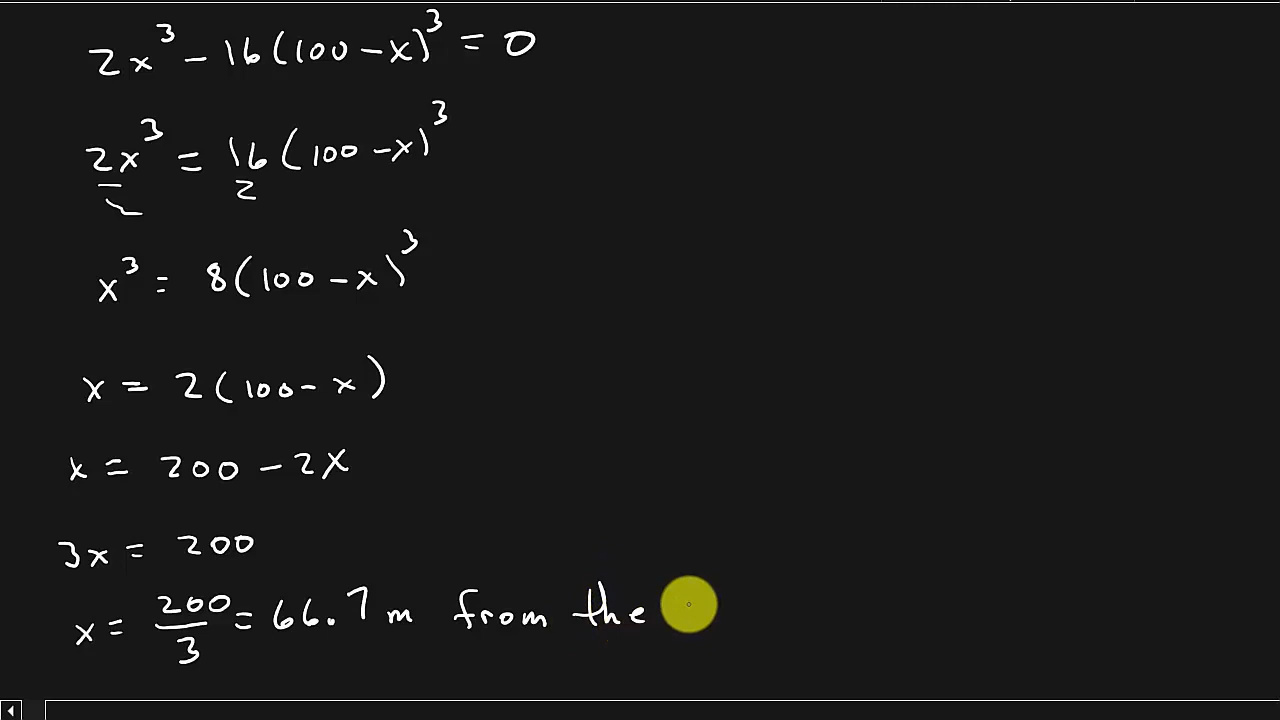 2x³ - 16(100 - x)³ = 0
2x³ = 16(100 - x)³
2 2
x³ = 8(100 - x)³
x = 2(100 - x)
x = 200 - 2x
3x = 200
x = 200/3 = 66.7 m from the